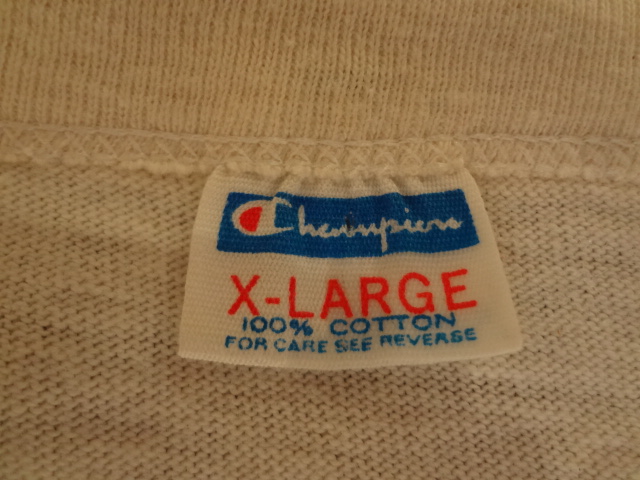 Champion
X-LARGE
100% COTTON
FOR CARE SEE REVERSE